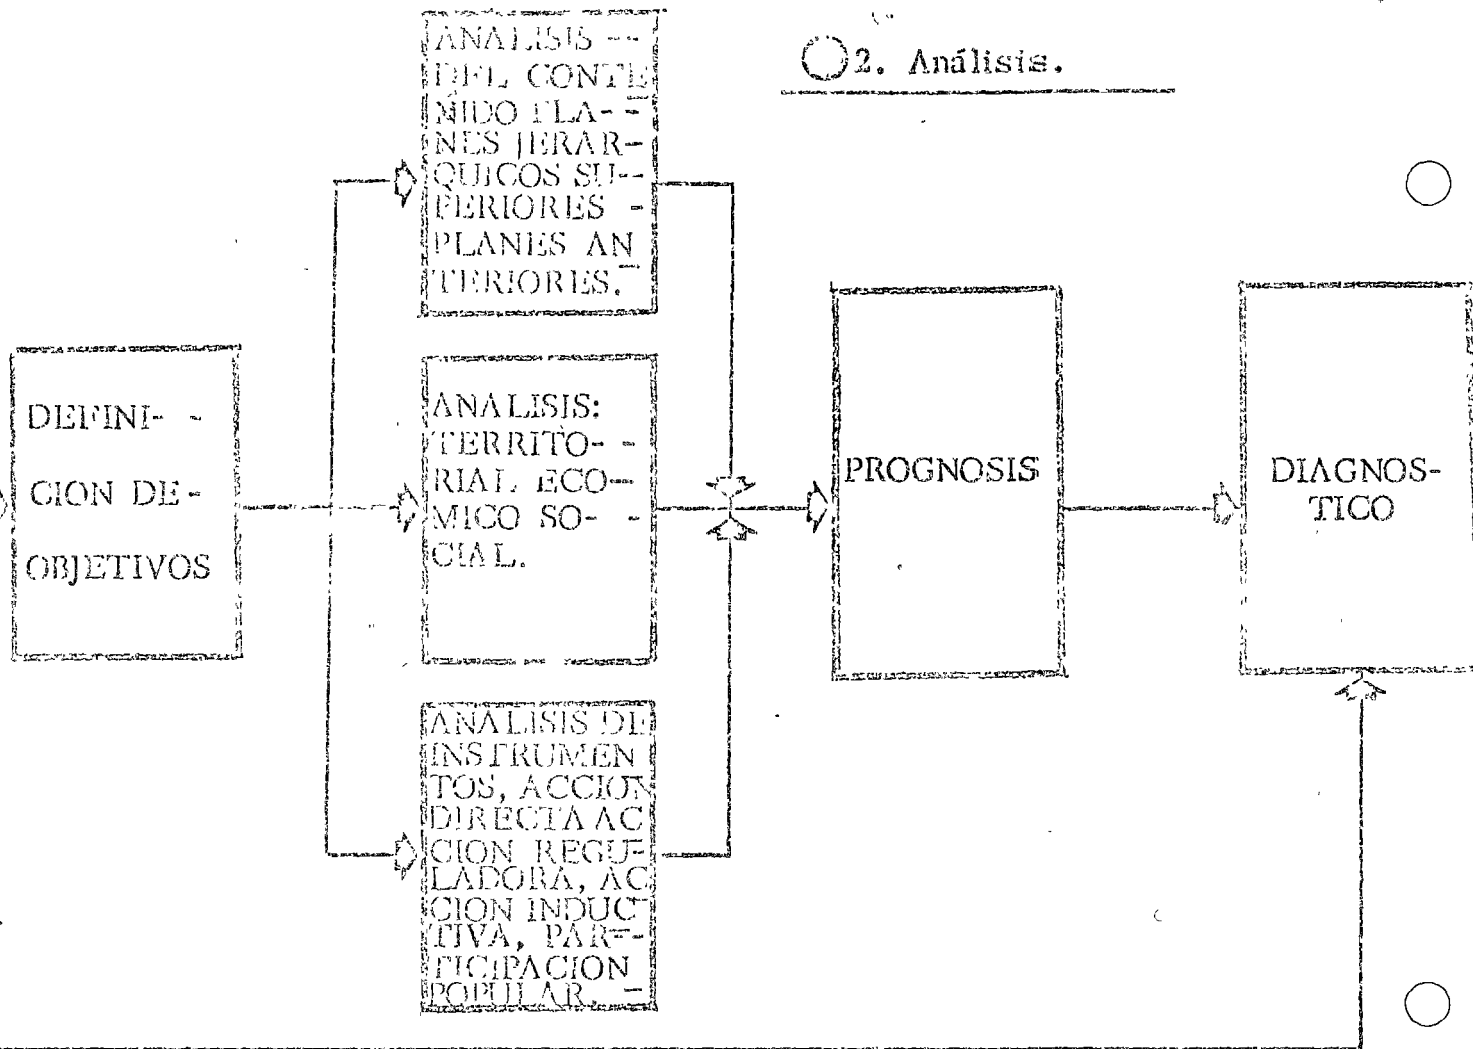 2. Análisis.
ANALISIS --
DEL CONTE
NIDO PLA- -
NES JERAR-
QUICOS SU--
PERIORES -
PLANES AN
TERIORES.
DEFINI- -
CION DE -
OBJETIVOS
ANALISIS:
TERRITO- -
RIAL ECO--
MICO SO- -
CIAL.
PROGNOSIS
DIAGNOS-
TICO
ANALISIS DE
INSTRUMEN
TOS, ACCION
DIRECTA AC
CION REGU-
LADORA, AC
CION INDUC
TIVA, PAR--
TICIPACION
POPULAR. -